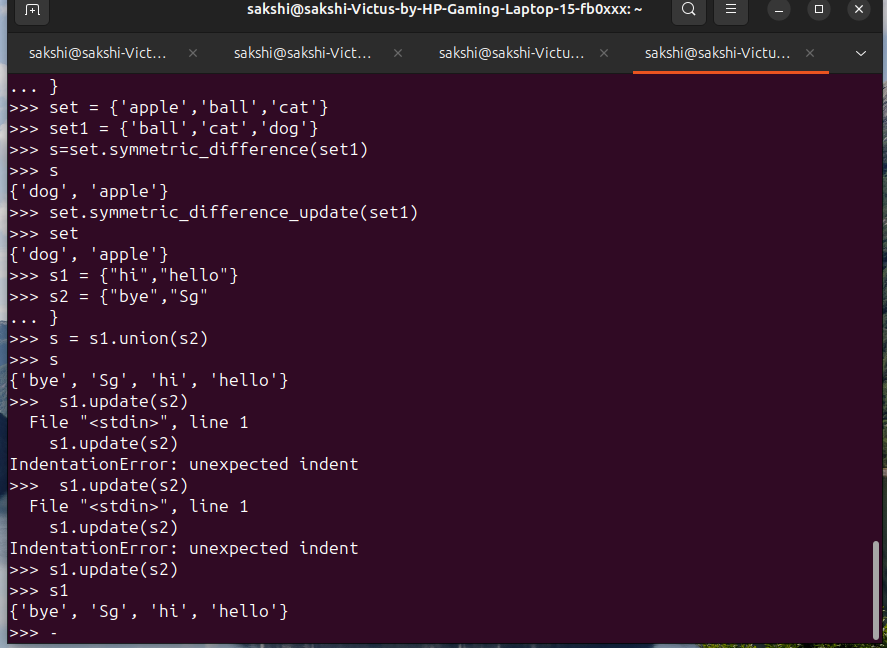 sakshi@sakshi-Victus-by-HP-Gaming-Laptop-15-fb0xxx: ~
sakshi@sakshi-Vict... × sakshi@sakshi-Vict... × sakshi@sakshi-Victu... × sakshi@sakshi-Victu... ×
... }
>>> set = {'apple','ball','cat'}
>>> set1 = {'ball','cat','dog'}
>>> s=set.symmetric_difference(set1)
>>> s
{'dog', 'apple'}
>>> set.symmetric_difference_update(set1)
>>> set
{'dog', 'apple'}
>>> s1 = {"hi","hello"}
>>> s2 = {"bye","Sg"
... }
>>> s = s1.union(s2)
>>> s
{'bye', 'Sg', 'hi', 'hello'}
>>>  s1.update(s2)
  File "<stdin>", line 1
    s1.update(s2)
IndentationError: unexpected indent
>>>  s1.update(s2)
  File "<stdin>", line 1
    s1.update(s2)
IndentationError: unexpected indent
>>> s1.update(s2)
>>> s1
{'bye', 'Sg', 'hi', 'hello'}
>>> -